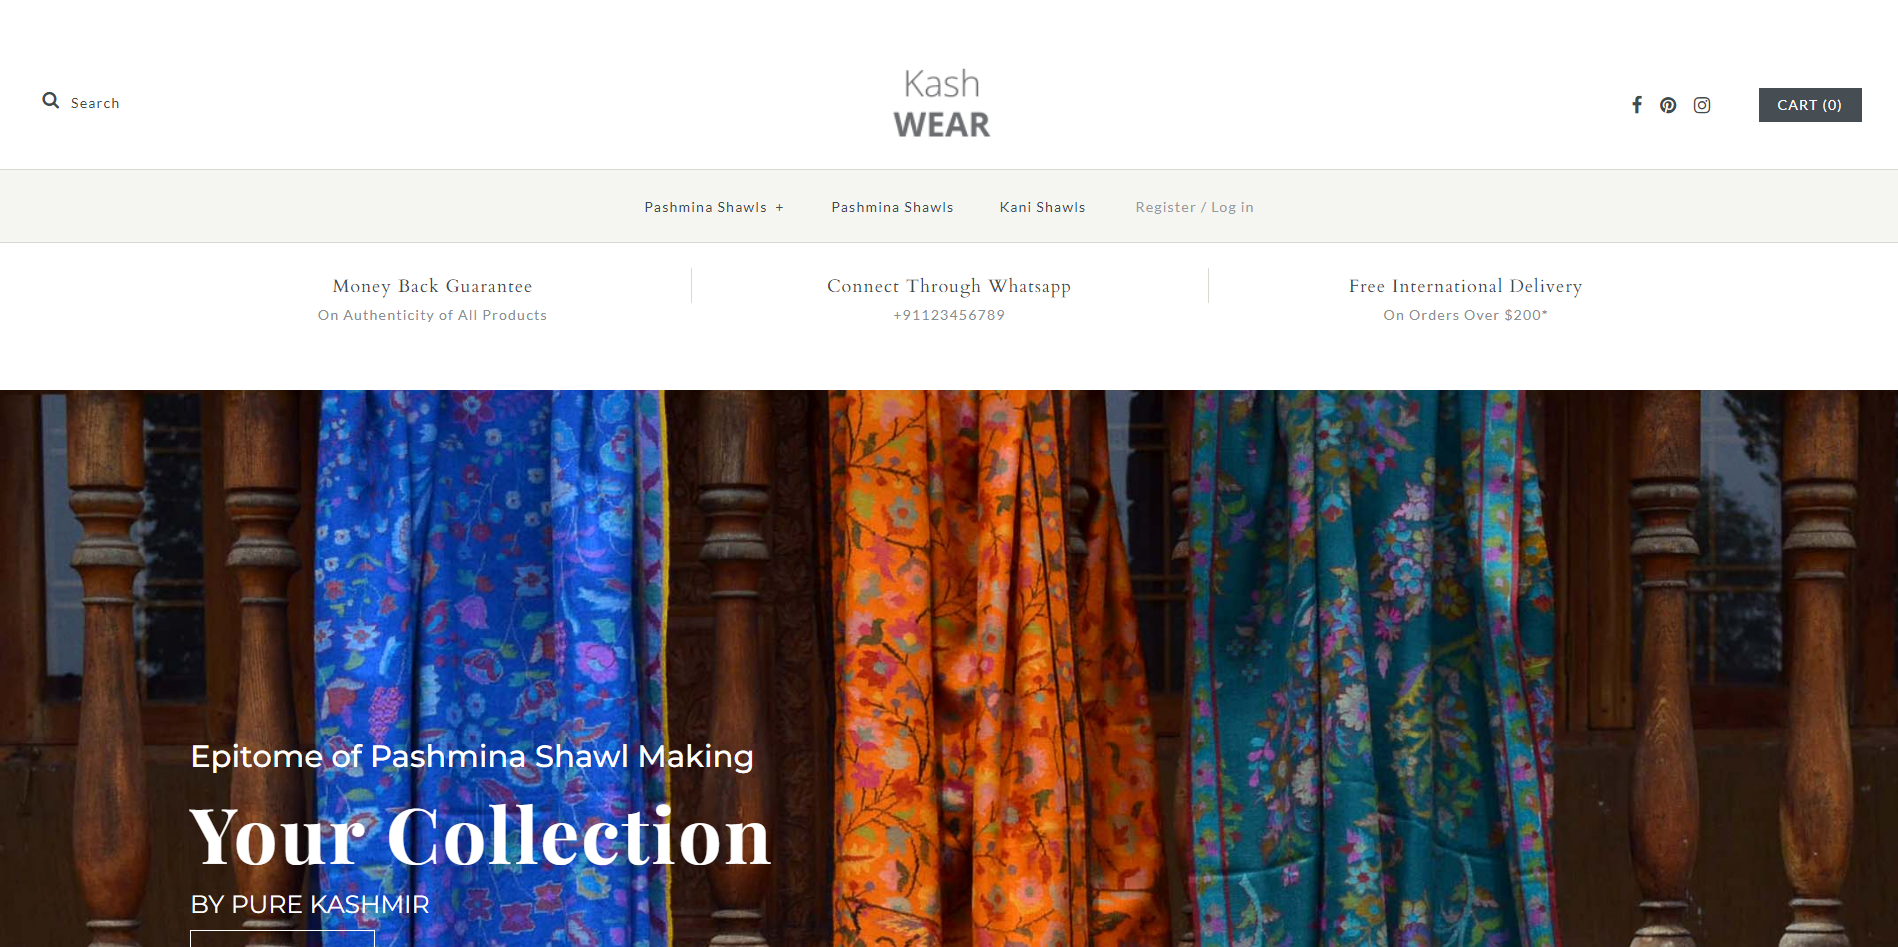 Search
Kash
WEAR
CART (0)
Pashmina Shawls +
Pashmina Shawls
Kani Shawls
Register / Log in
Money Back Guarantee
On Authenticity of All Products
Connect Through Whatsapp
+91123456789
Free International Delivery
On Orders Over $200*
Epitome of Pashmina Shawl Making
Your Collection
BY PURE KASHMIR